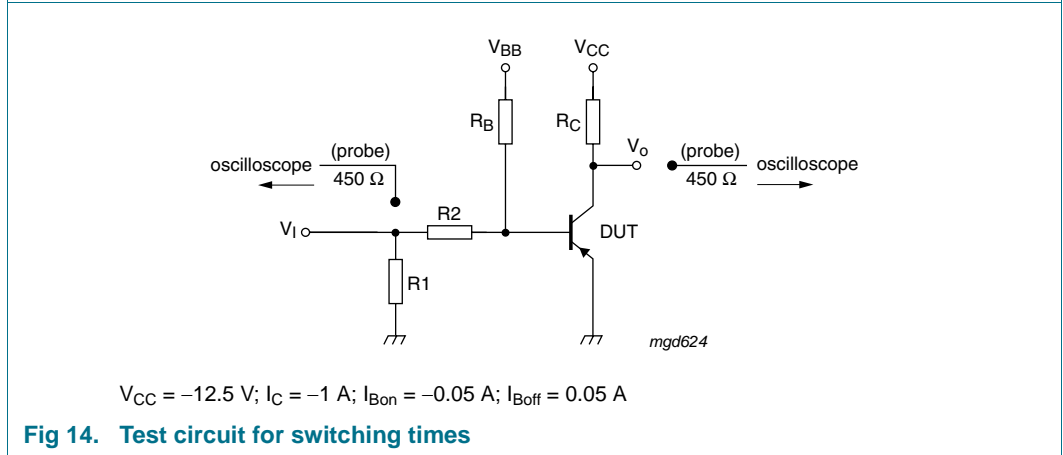 VBB VCC
RB RC
Vo
(probe) (probe)
oscilloscope oscilloscope
450 Ω 450 Ω
R2
VI DUT
R1
mgd624
VCC = −12.5 V; IC = −1 A; IBon = −0.05 A; IBoff = 0.05 A
Fig 14. Test circuit for switching times